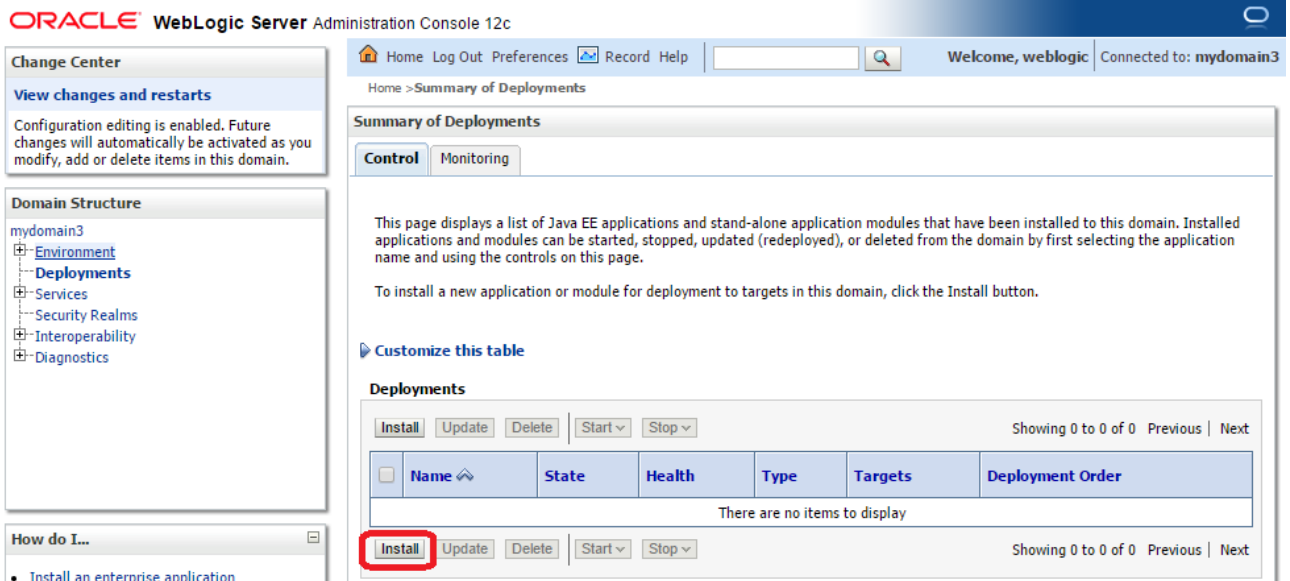 ORACLE WebLogic Server Administration Console 12c
Change Center
View changes and restarts
Configuration editing is enabled. Future
changes will automatically be activated as you
modify, add or delete items in this domain.
Domain Structure
mydomain3
Environment
Deployments
Services
Security Realms
Interoperability
Diagnostics
How do I...
Install an enterprise application
Home Log Out Preferences Record Help
Welcome, weblogic Connected to: mydomain3
Home >Summary of Deployments
Summary of Deployments
Control Monitoring
This page displays a list of Java EE applications and stand-alone application modules that have been installed to this domain. Installed
applications and modules can be started, stopped, updated (redeployed), or deleted from the domain by first selecting the application
name and using the controls on this page.
To install a new application or module for deployment to targets in this domain, click the Install button.
Customize this table
Deployments
Install Update Delete Start Stop Showing 0 to 0 of 0 Previous | Next
Name State Health Type Targets Deployment Order
There are no items to display
Install Update Delete Start Stop Showing 0 to 0 of 0 Previous | Next